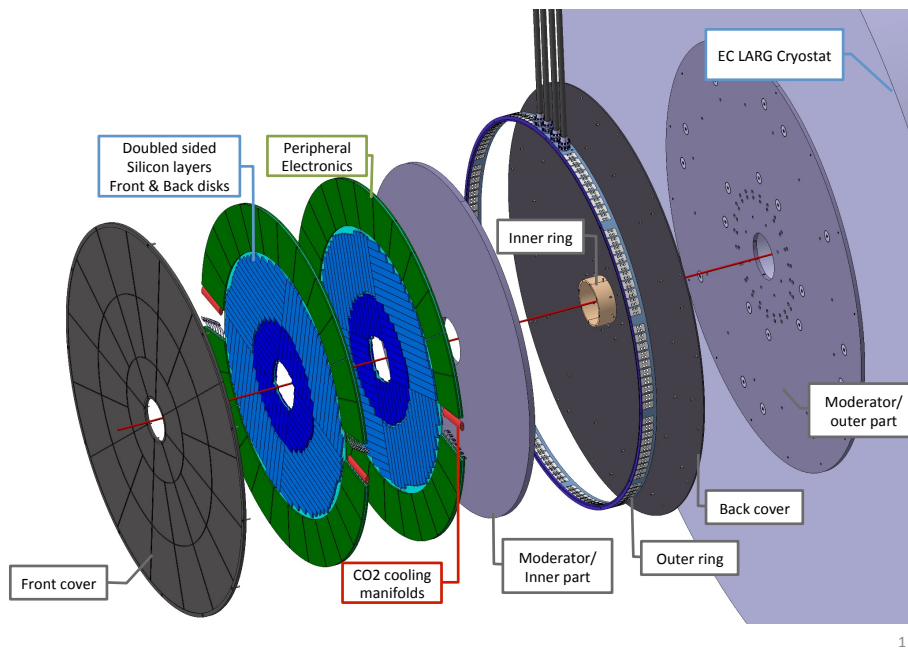 EC LARG Cryostat
Doubled sided
Silicon layers
Front & Back disks
Peripheral
Electronics
Inner ring
Moderator/
outer part
Back cover
Outer ring
Moderator/
Inner part
CO2 cooling
manifolds
Front cover
1